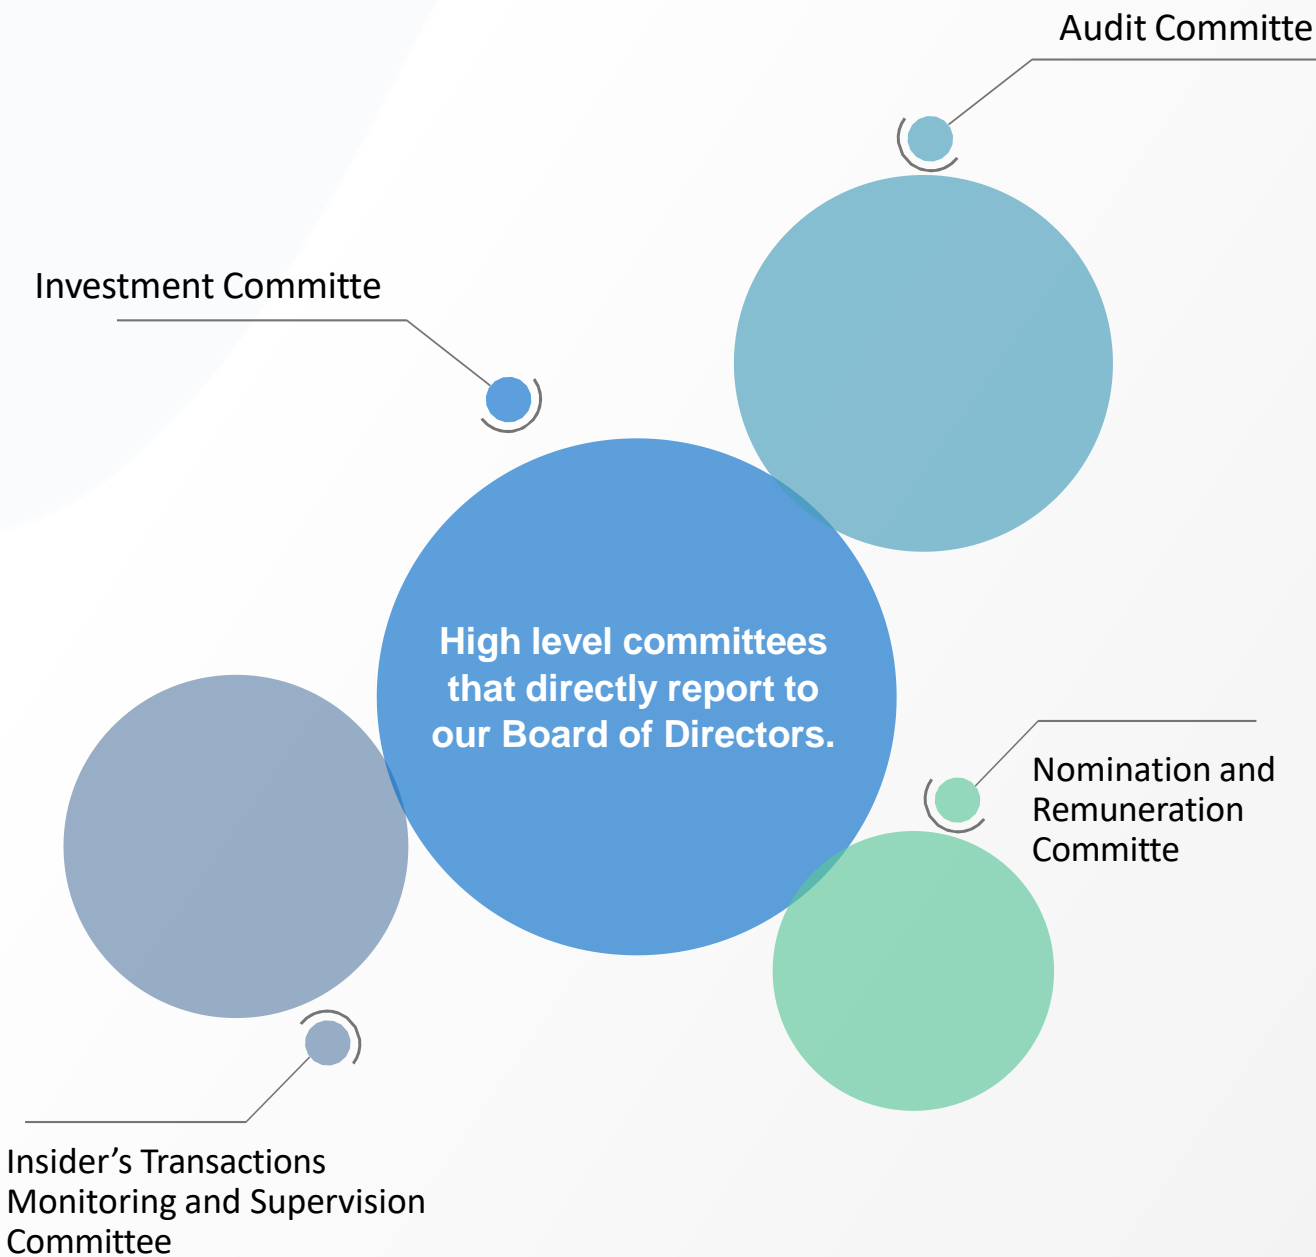 Audit Committe
Investment Committe
High level committees
that directly report to
our Board of Directors.
Nomination and
Remuneration
Committe
Insider’s Transactions
Monitoring and Supervision
Committee